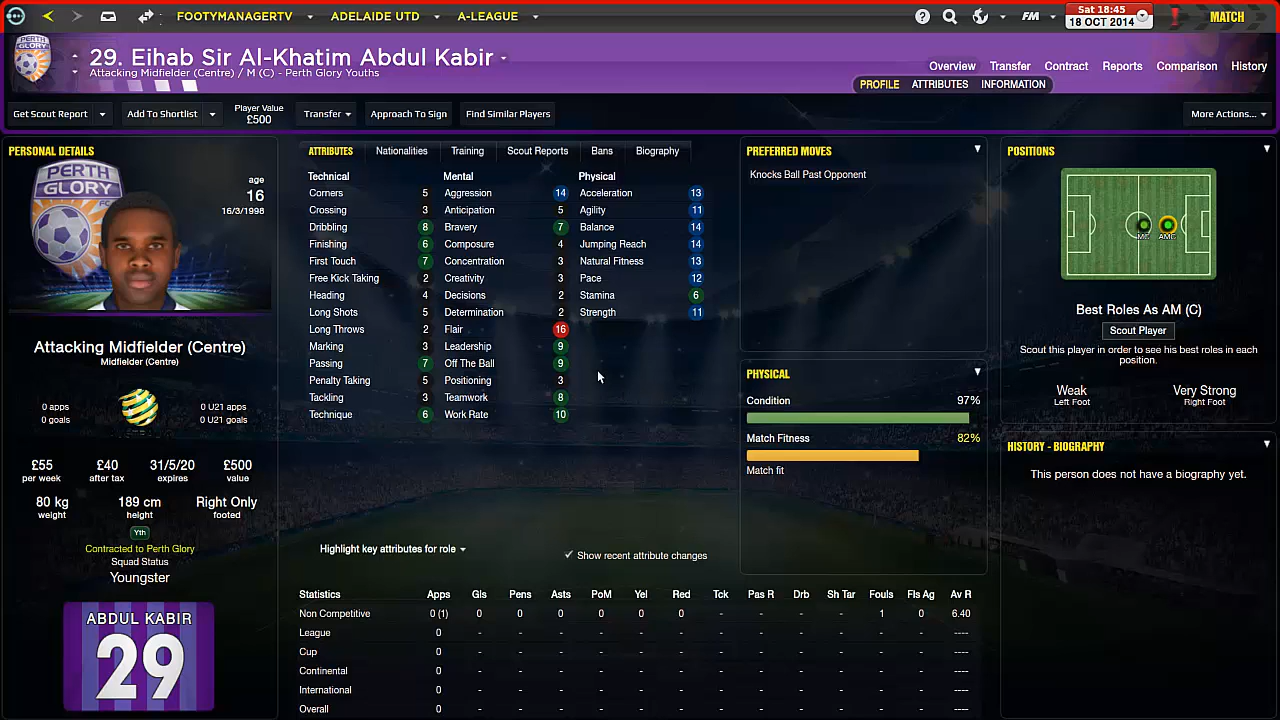 FOOTYMANAGERTV ADELAIDE UTD A-LEAGUE FM Sat 18:45 18 OCT 2014 MATCH
29. Eihab Sir Al-Khatim Abdul Kabir
Attacking Midfielder (Centre) / M (C) - Perth Glory Youths
Overview Transfer Contract Reports Comparison History
PROFILE ATTRIBUTES INFORMATION
Get Scout Report Add To Shortlist Player Value £500 Transfer Approach To Sign Find Similar Players More Actions...
PERSONAL DETAILS
PERTH GLORY FC
age
16
16/3/1998
Attacking Midfielder (Centre)
Midfielder (Centre)
0 apps 0 U21 apps
0 goals 0 U21 goals
£55 £40 31/5/20 £500
per week after tax expires value
80 kg 189 cm Right Only
weight height footed
Yth
Contracted to Perth Glory
Squad Status
Youngster
ABDUL KABIR
29
ATTRIBUTES Nationalities Training Scout Reports Bans Biography
Technical Mental Physical
Corners 5 Aggression 14 Acceleration 13
Crossing 3 Anticipation 5 Agility 11
Dribbling 8 Bravery 7 Balance 14
Finishing 6 Composure 4 Jumping Reach 14
First Touch 7 Concentration 3 Natural Fitness 13
Free Kick Taking 2 Creativity 3 Pace 12
Heading 4 Decisions 2 Stamina 6
Long Shots 5 Determination 2 Strength 11
Long Throws 2 Flair 16
Marking 3 Leadership 9
Passing 7 Off The Ball 9
Penalty Taking 5 Positioning 3
Tackling 3 Teamwork 8
Technique 6 Work Rate 10
Highlight key attributes for role Show recent attribute changes
Statistics Apps Gls Pens Asts PoM Yel Red Tck Pas R Drb Sh Tar Fouls Fls Ag Av R
Non Competitive 0 (1) 0 0 0 0 0 0 - - - - 1 0 6.40
League 0 - - - - - - - - - - - - ----
Cup 0 - - - - - - - - - - - - ----
Continental 0 - - - - - - - - - - - - ----
International 0 - - - - - - - - - - - - ----
Overall 0 - - - - - - - - - - - - ----
PREFERRED MOVES
Knocks Ball Past Opponent
PHYSICAL
Condition 97%
Match Fitness 82%
Match fit
POSITIONS
MC AMC
Best Roles As AM (C)
Scout Player
Scout this player in order to see his best roles in each
position.
Weak Very Strong
Left Foot Right Foot
HISTORY - BIOGRAPHY
This person does not have a biography yet.